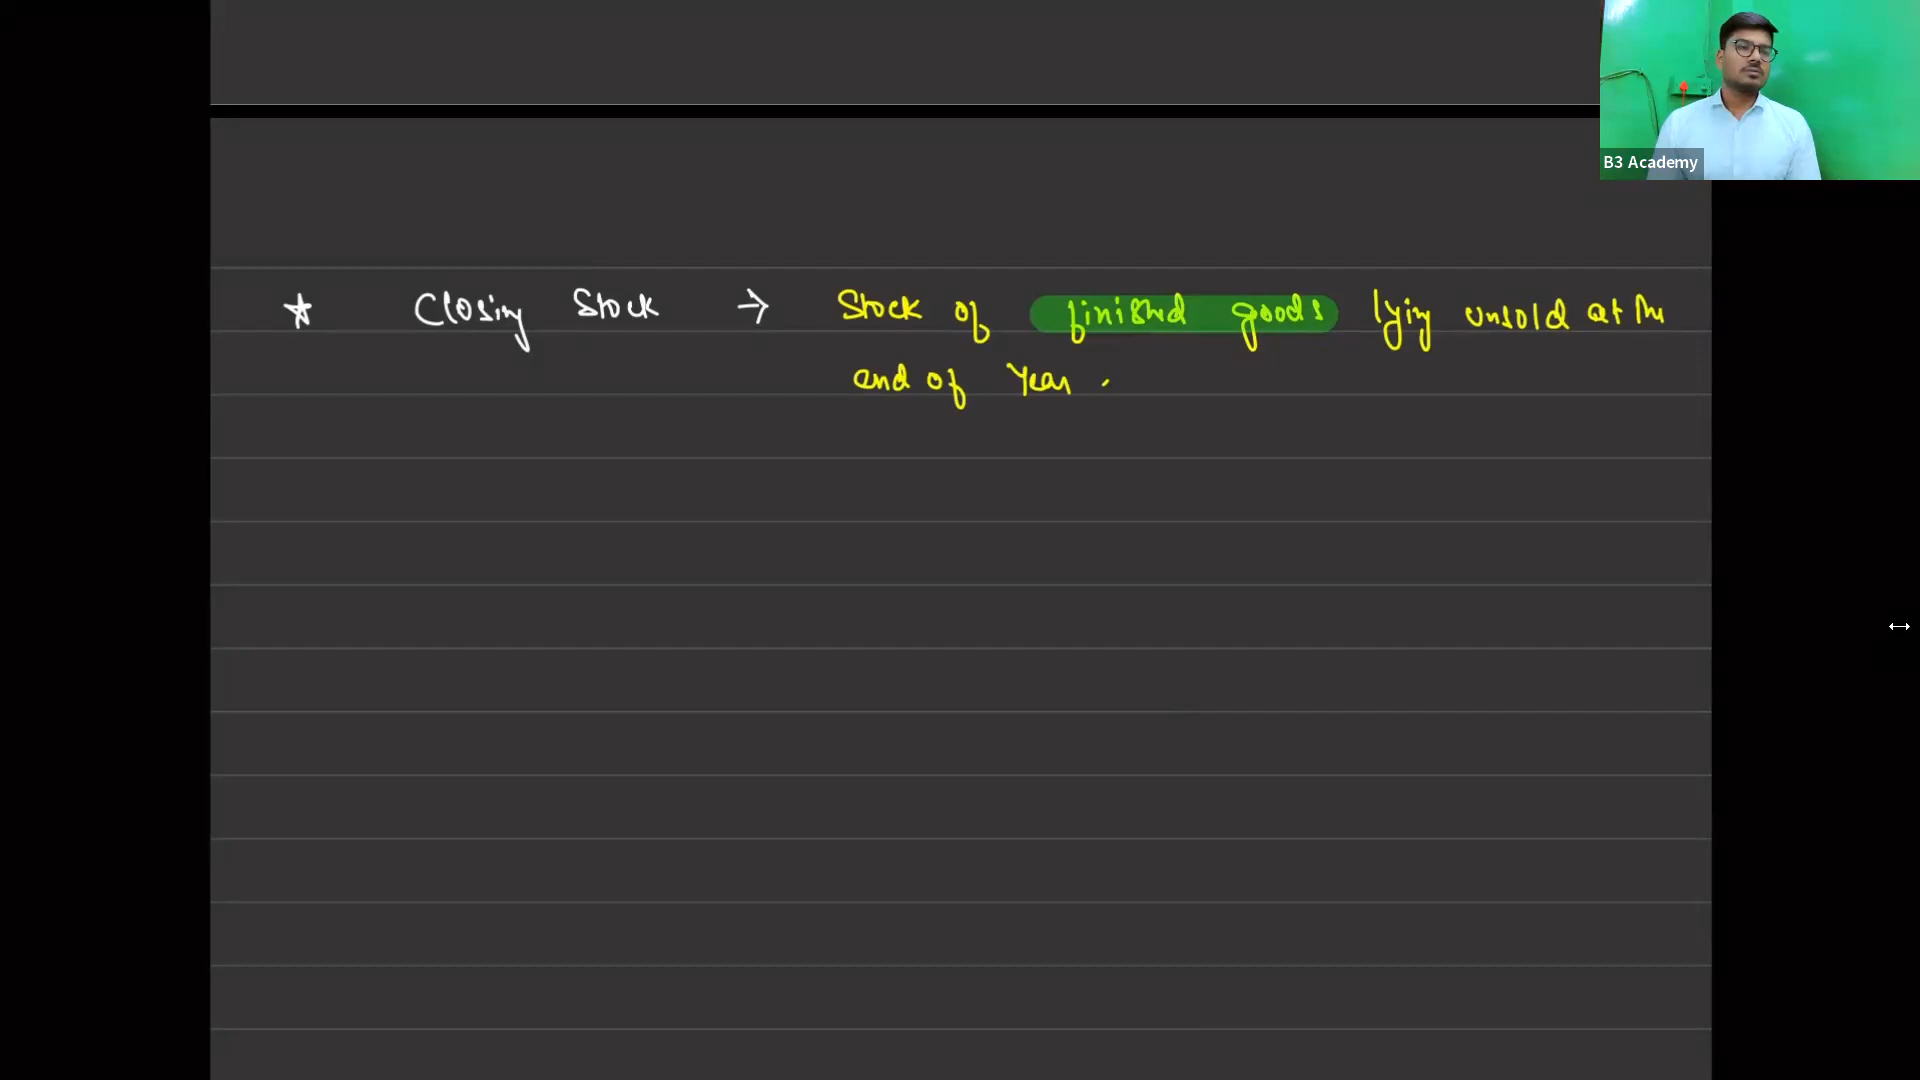 B3 Academy
☆ Closing Stock → Stock of finished goods lying unsold at the
end of Year.